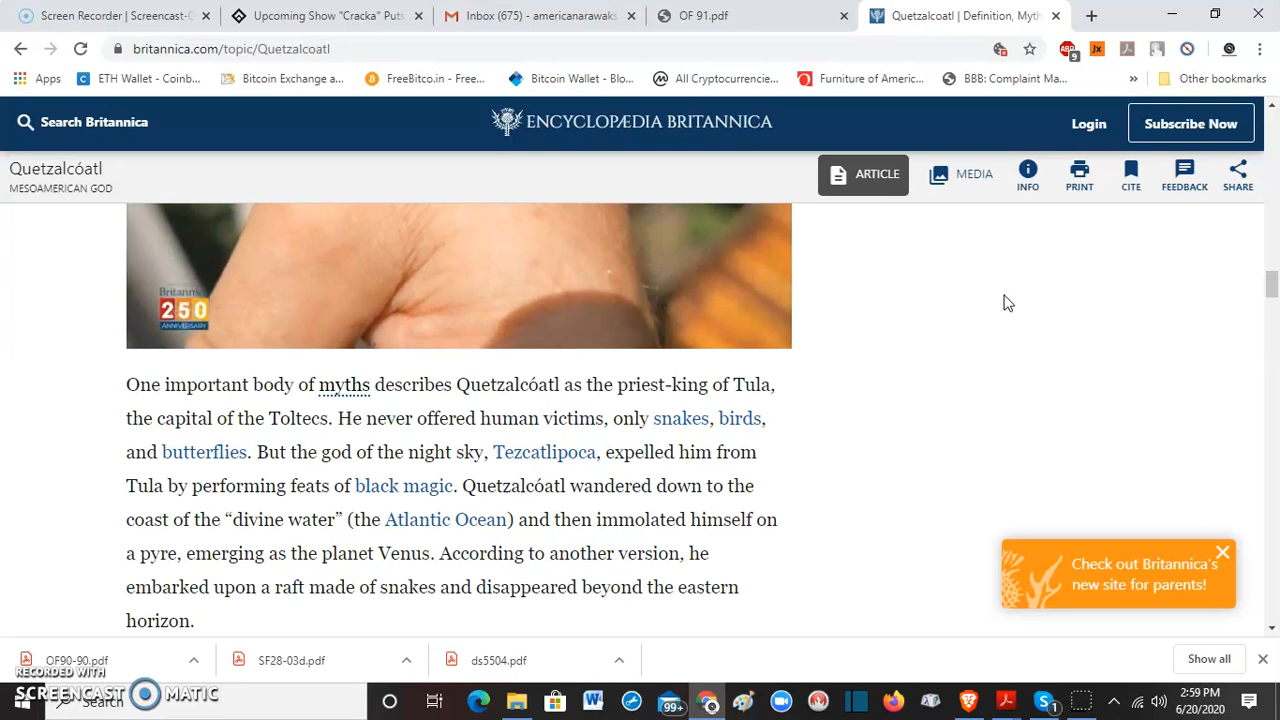 Screen Recorder | Screencast-O
Upcoming Show "Cracka" Puts
Inbox (675) - americanarawaks
OF 91.pdf
Quetzalcoatl | Definition, Myth
britannica.com/topic/Quetzalcoatl
9
Apps
ETH Wallet - Coinb...
Bitcoin Exchange a...
FreeBitco.in - Free...
Bitcoin Wallet - Blo...
All Cryptocurrencie...
Furniture of Americ...
BBB: Complaint Ma...
»
Other bookmarks
Search Britannica
ENCYCLOPÆDIA BRITANNICA
Login
Subscribe Now
Quetzalcóatl
MESOAMERICAN GOD
ARTICLE
MEDIA
INFO
PRINT
CITE
FEEDBACK
SHARE
Britannica
250
ANNIVERSARY
One important body of myths describes Quetzalcóatl as the priest-king of Tula,
the capital of the Toltecs. He never offered human victims, only snakes, birds,
and butterflies. But the god of the night sky, Tezcatlipoca, expelled him from
Tula by performing feats of black magic. Quetzalcóatl wandered down to the
coast of the “divine water” (the Atlantic Ocean) and then immolated himself on
a pyre, emerging as the planet Venus. According to another version, he
embarked upon a raft made of snakes and disappeared beyond the eastern
horizon.
Check out Britannica's
new site for parents!
OF90-90.pdf
SF28-03d.pdf
ds5504.pdf
Show all
RECORDED WITH
SCREENCAST MATIC
Search
99+
1
2:59 PM
6/20/2020